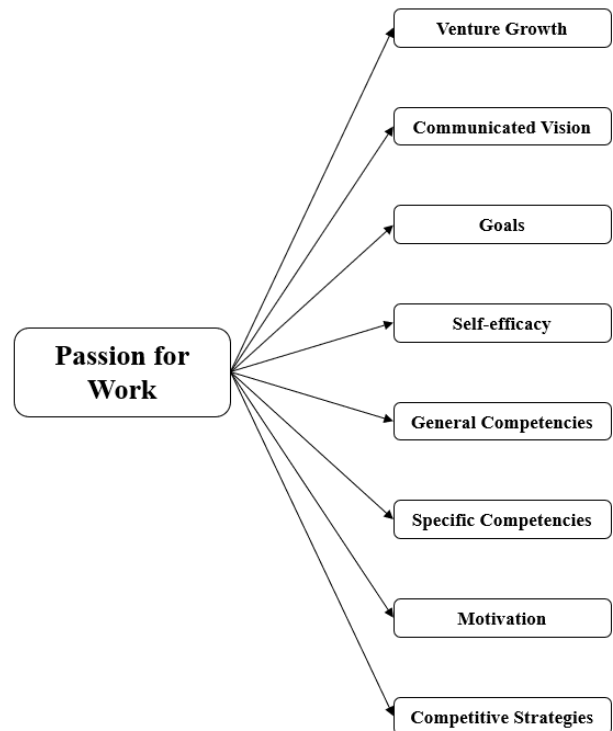 Venture Growth
Communicated Vision
Goals
Self-efficacy
Passion for
Work
General Competencies
Specific Competencies
Motivation
Competitive Strategies